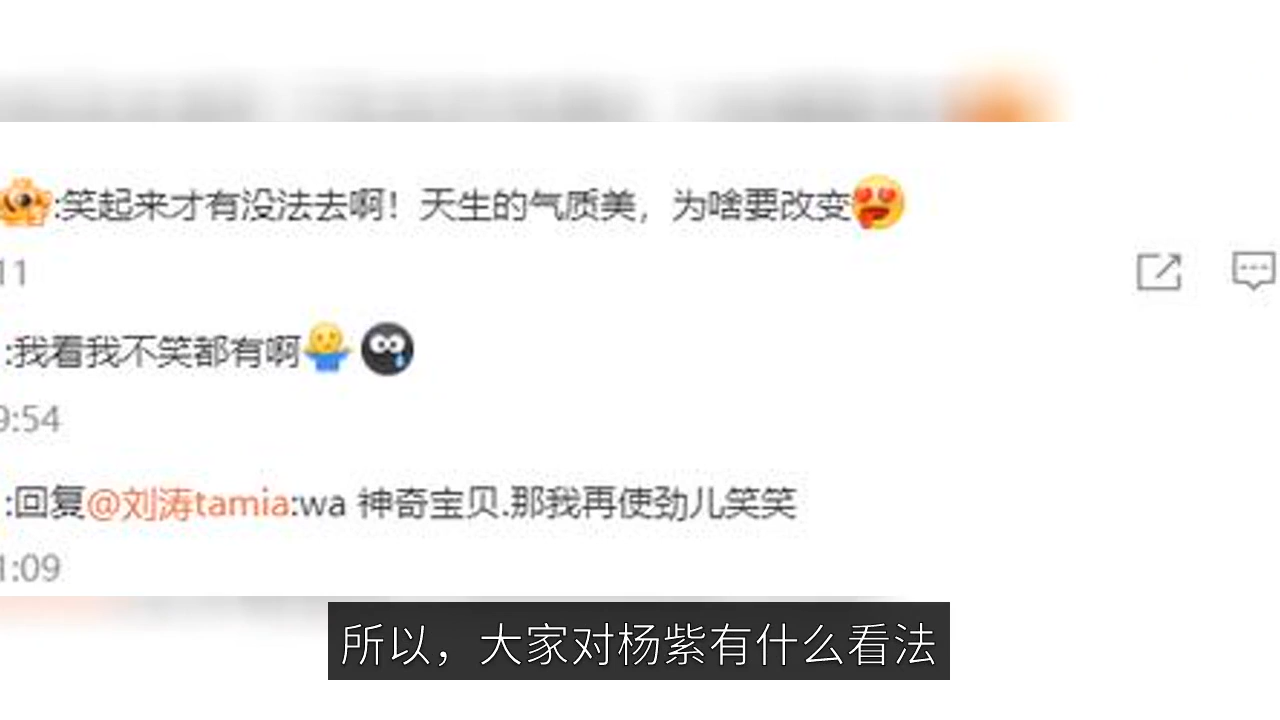 :笑起来才有没法去啊！天生的气质美，为啥要改变
11
:我看我不笑都有啊
9:54
:回复@刘涛tamia:wa 神奇宝贝.那我再使劲儿笑笑
1:09
所以，大家对杨紫有什么看法